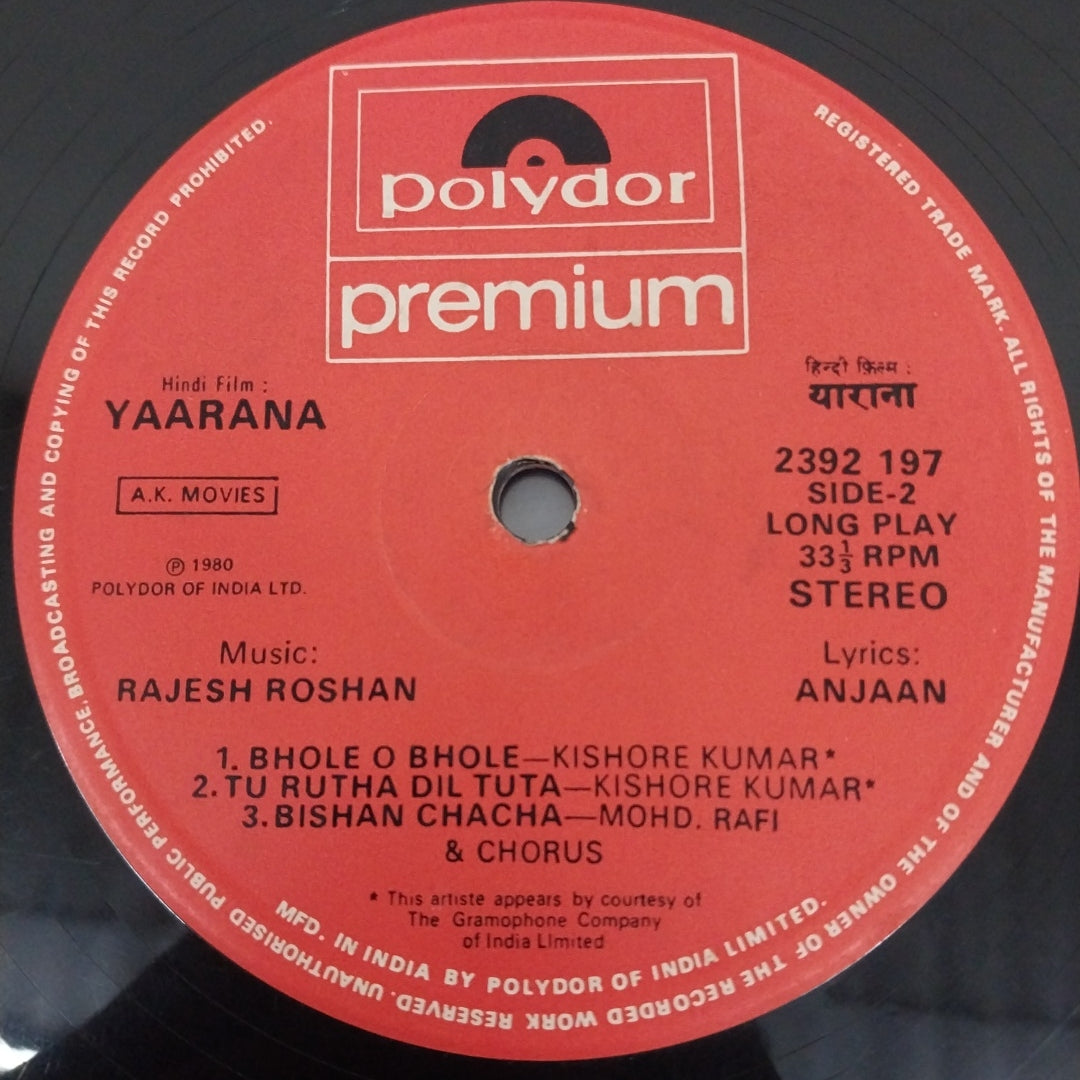 polydor
premium
Hindi Film :
YAARANA
A.K. MOVIES
℗ 1980
POLYDOR OF INDIA LTD.
हिन्दी फ़िल्म :
याराना
2392 197
SIDE-2
LONG PLAY
33⅓ RPM
STEREO
Music:
RAJESH ROSHAN
Lyrics:
ANJAAN
1. BHOLE O BHOLE—KISHORE KUMAR*
2. TU RUTHA DIL TUTA—KISHORE KUMAR*
3. BISHAN CHACHA—MOHD. RAFI
& CHORUS
* This artiste appears by courtesy of
The Gramophone Company
of India LImited
MFD. IN INDIA BY POLYDOR OF INDIA LIMITED.
REGISTERED TRADE MARK. ALL RIGHTS OF THE MANUFACTURER AND OF THE OWNER OF THE RECORDED WORK RESERVED. UNAUTHORISED PUBLIC PERFORMANCE, BROADCASTING AND COPYING OF THIS RECORD PROHIBITED.